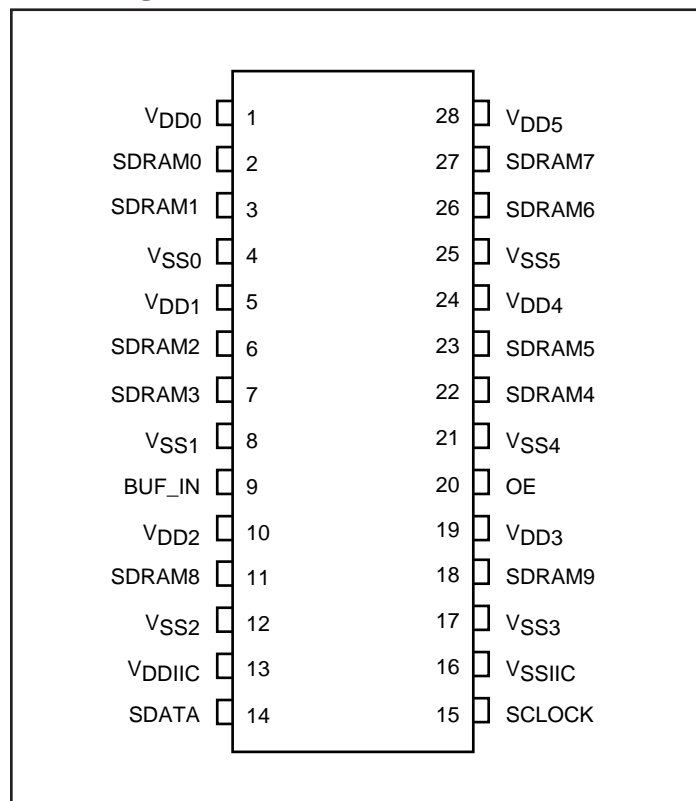 VDD0 1 28 VDD5
SDRAM0 2 27 SDRAM7
SDRAM1 3 26 SDRAM6
VSS0 4 25 VSS5
VDD1 5 24 VDD4
SDRAM2 6 23 SDRAM5
SDRAM3 7 22 SDRAM4
VSS1 8 21 VSS4
BUF_IN 9 20 OE
VDD2 10 19 VDD3
SDRAM8 11 18 SDRAM9
VSS2 12 17 VSS3
VDDIIC 13 16 VSSIIC
SDATA 14 15 SCLOCK